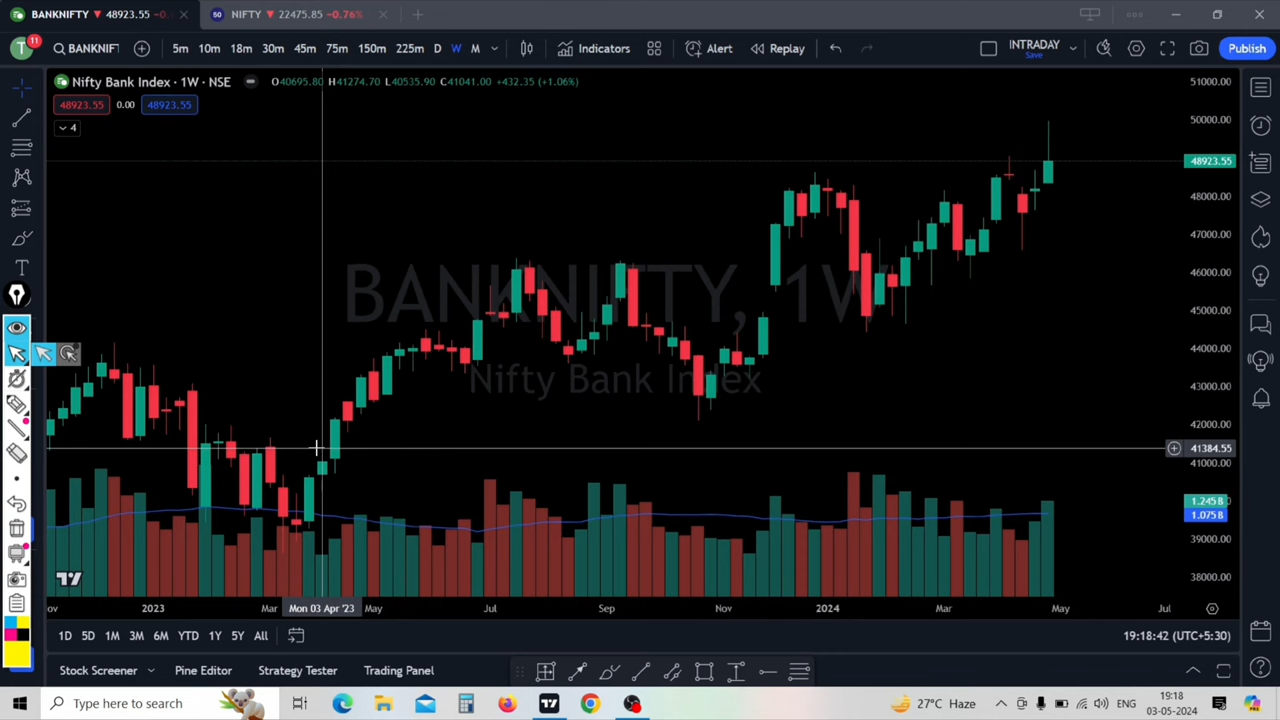 BANKNIFTY ▼ 48923.55 −0.
50 NIFTY ▼ 22475.85 −0.76%
T 11 BANKNIFT 5m 10m 18m 30m 45m 75m 150m 225m D W M Indicators Alert Replay INTRADAY Save Publish
Nifty Bank Index · 1W · NSE O40695.80 H41274.70 L40535.90 C41041.00 +432.35 (+1.06%)
48923.55 0.00 48923.55
4
BANKNIFTY, 1W
Nifty Bank Index
51000.00
50000.00
48923.55
48000.00
47000.00
46000.00
45000.00
44000.00
43000.00
42000.00
41384.55
41000.00
1.245B
1.075B
39000.00
38000.00
2023 Mar Mon 03 Apr '23 May Jul Sep Nov 2024 Mar May Jul
1D 5D 1M 3M 6M YTD 1Y 5Y All 19:18:42 (UTC+5:30)
Stock Screener Pine Editor Strategy Tester Trading Panel
Type here to search 27°C Haze ENG 19:18
03-05-2024